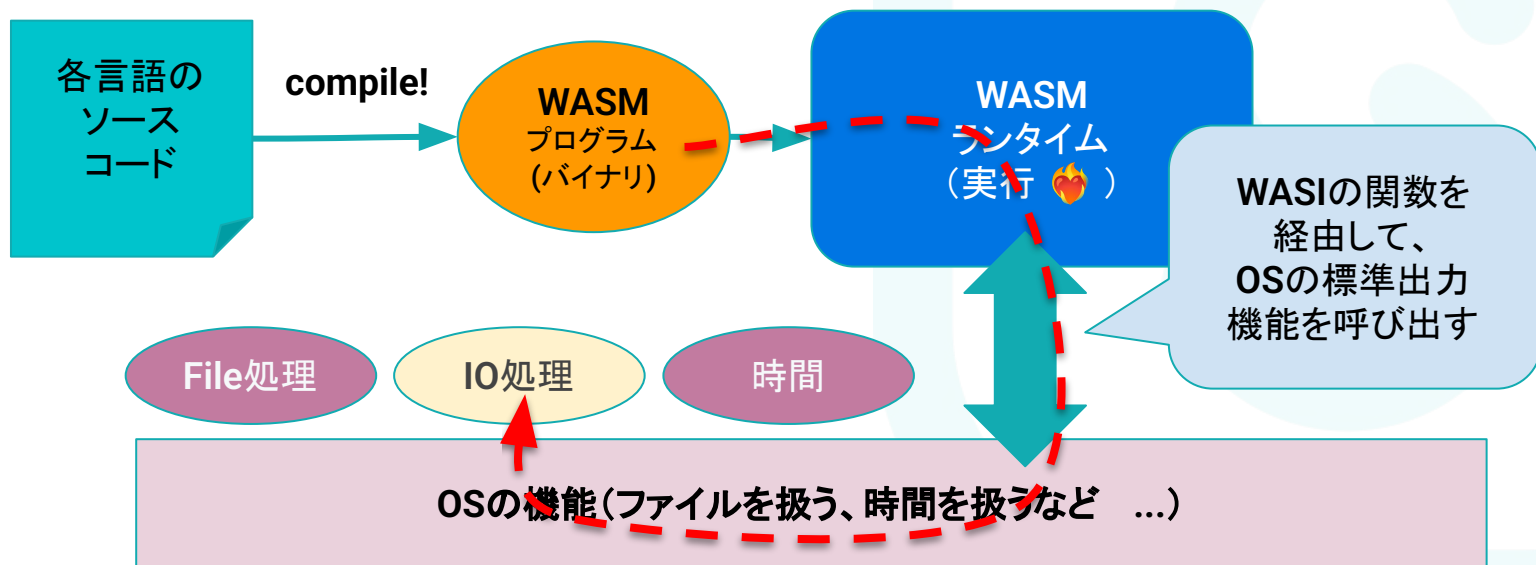 各言語の
ソース
コード
compile!
WASM
プログラム
(バイナリ)
WASM
ランタイム
（実行 ❤️‍🔥 ）
WASIの関数を
経由して、
OSの標準出力
機能を呼び出す
File処理
IO処理
時間
OSの機能（ファイルを扱う、時間を扱うなど　...）